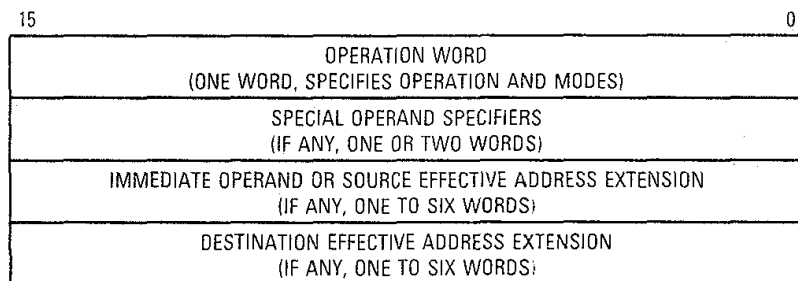 15 0
OPERATION WORD
(ONE WORD, SPECIFIES OPERATION AND MODES)
SPECIAL OPERAND SPECIFIERS
(IF ANY, ONE OR TWO WORDS)
IMMEDIATE OPERAND OR SOURCE EFFECTIVE ADDRESS EXTENSION
(IF ANY, ONE TO SIX WORDS)
DESTINATION EFFECTIVE ADDRESS EXTENSION
(IF ANY, ONE TO SIX WORDS)